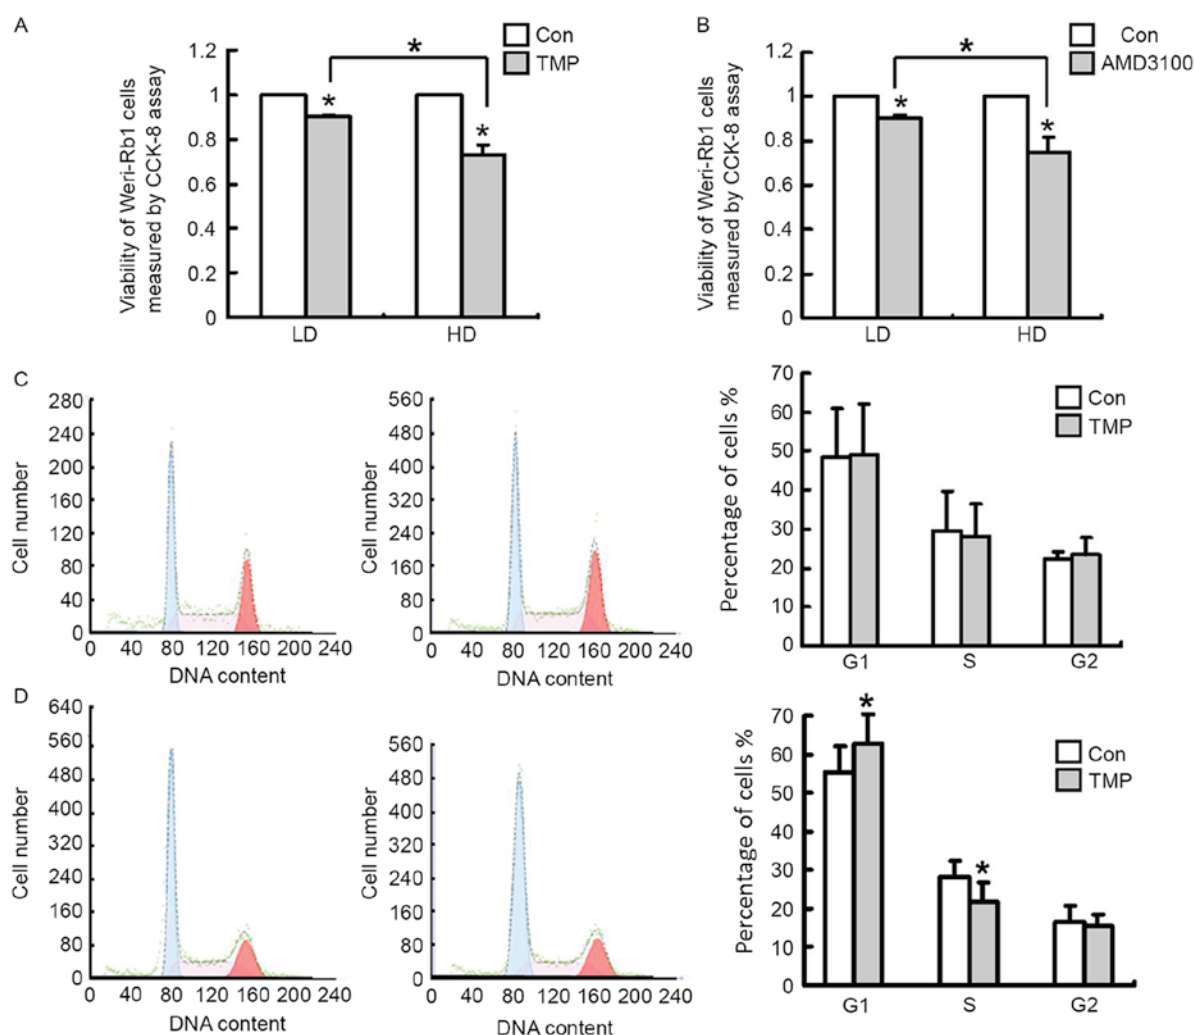 A
Con
TMP
*
1.2
1
0.8
0.6
0.4
0.2
0
*
*
Viability of Weri-Rb1 cells
measured by CCK-8 assay
LD
HD
B
Con
AMD3100
*
1.2
1
0.8
0.6
0.4
0.2
0
*
*
Viability of Weri-Rb1 cells
measured by CCK-8 assay
LD
HD
C
280
240
200
160
120
80
40
0
Cell number
0 40 80 120 160 200 240
DNA content
560
480
400
320
240
160
80
0
Cell number
0 40 80 120 160 200 240
DNA content
70
60
50
40
30
20
10
0
Percentage of cells %
Con
TMP
G1
S
G2
D
640
560
480
400
320
240
160
80
0
Cell number
0 40 80 120 160 200 240
DNA content
560
480
400
320
240
160
80
0
Cell number
0 40 80 120 160 200 240
DNA content
70
60
50
40
30
20
10
0
Percentage of cells %
*
*
Con
TMP
G1
S
G2